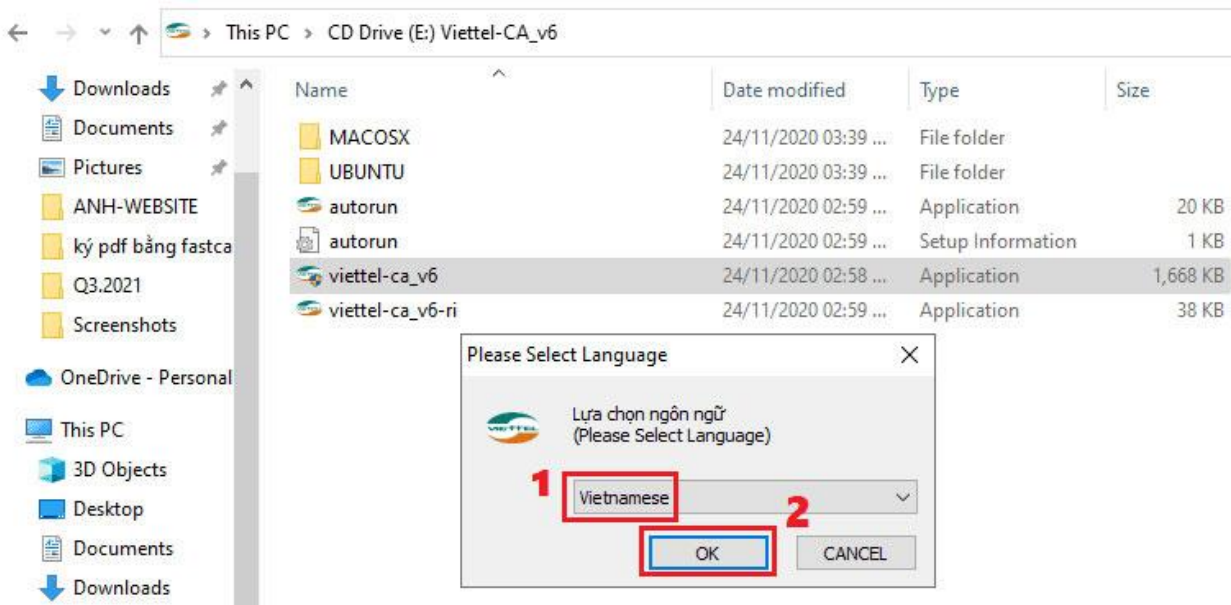 This PC > CD Drive (E:) Viettel-CA_v6
Downloads
Documents
Pictures
ANH-WEBSITE
ký pdf bằng fastca
Q3.2021
Screenshots
OneDrive - Personal
This PC
3D Objects
Desktop
Documents
Downloads
Name Date modified Type Size
MACOSX 24/11/2020 03:39 ... File folder
UBUNTU 24/11/2020 03:39 ... File folder
autorun 24/11/2020 02:59 ... Application 20 KB
autorun 24/11/2020 02:59 ... Setup Information 1 KB
viettel-ca_v6 24/11/2020 02:58 ... Application 1,668 KB
viettel-ca_v6-ri 24/11/2020 02:59 ... Application 38 KB
Please Select Language
VIETTEL
Lựa chọn ngôn ngữ
(Please Select Language)
1 Vietnamese
2
OK CANCEL